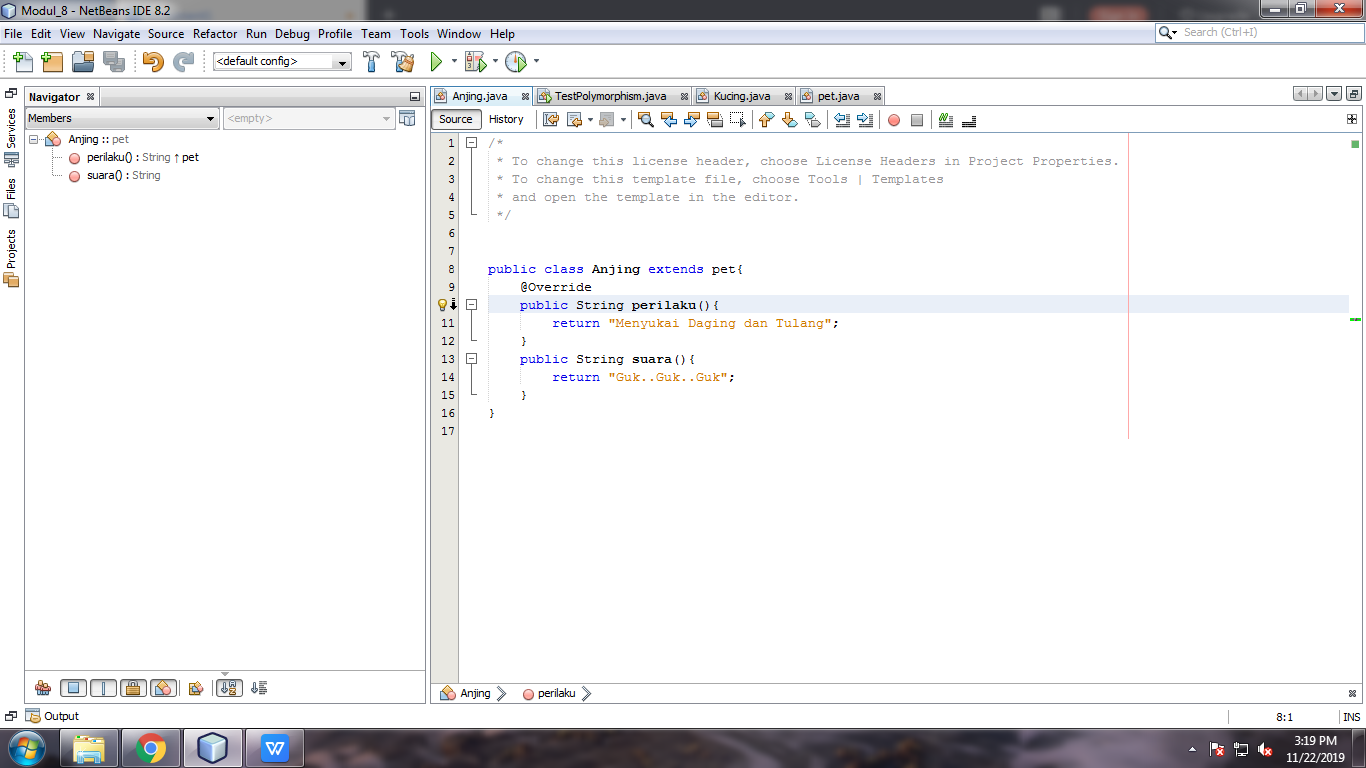 Modul_8 - NetBeans IDE 8.2
File Edit View Navigate Source Refactor Run Debug Profile Team Tools Window Help
Search (Ctrl+I)
<default config>
Services
Files
Projects
Navigator
Members
<empty>
Anjing :: pet
perilaku() : String ↑ pet
suara() : String
Anjing.java TestPolymorphism.java Kucing.java pet.java
Source History
1 /*
2 * To change this license header, choose License Headers in Project Properties.
3 * To change this template file, choose Tools | Templates
4 * and open the template in the editor.
5 */
6
7
8 public class Anjing extends pet{
9 @Override
public String perilaku(){
11 return "Menyukai Daging dan Tulang";
12 }
13 public String suara(){
14 return "Guk..Guk..Guk";
15 }
16 }
17
Anjing perilaku
Output
8:1 INS
3:19 PM
11/22/2019